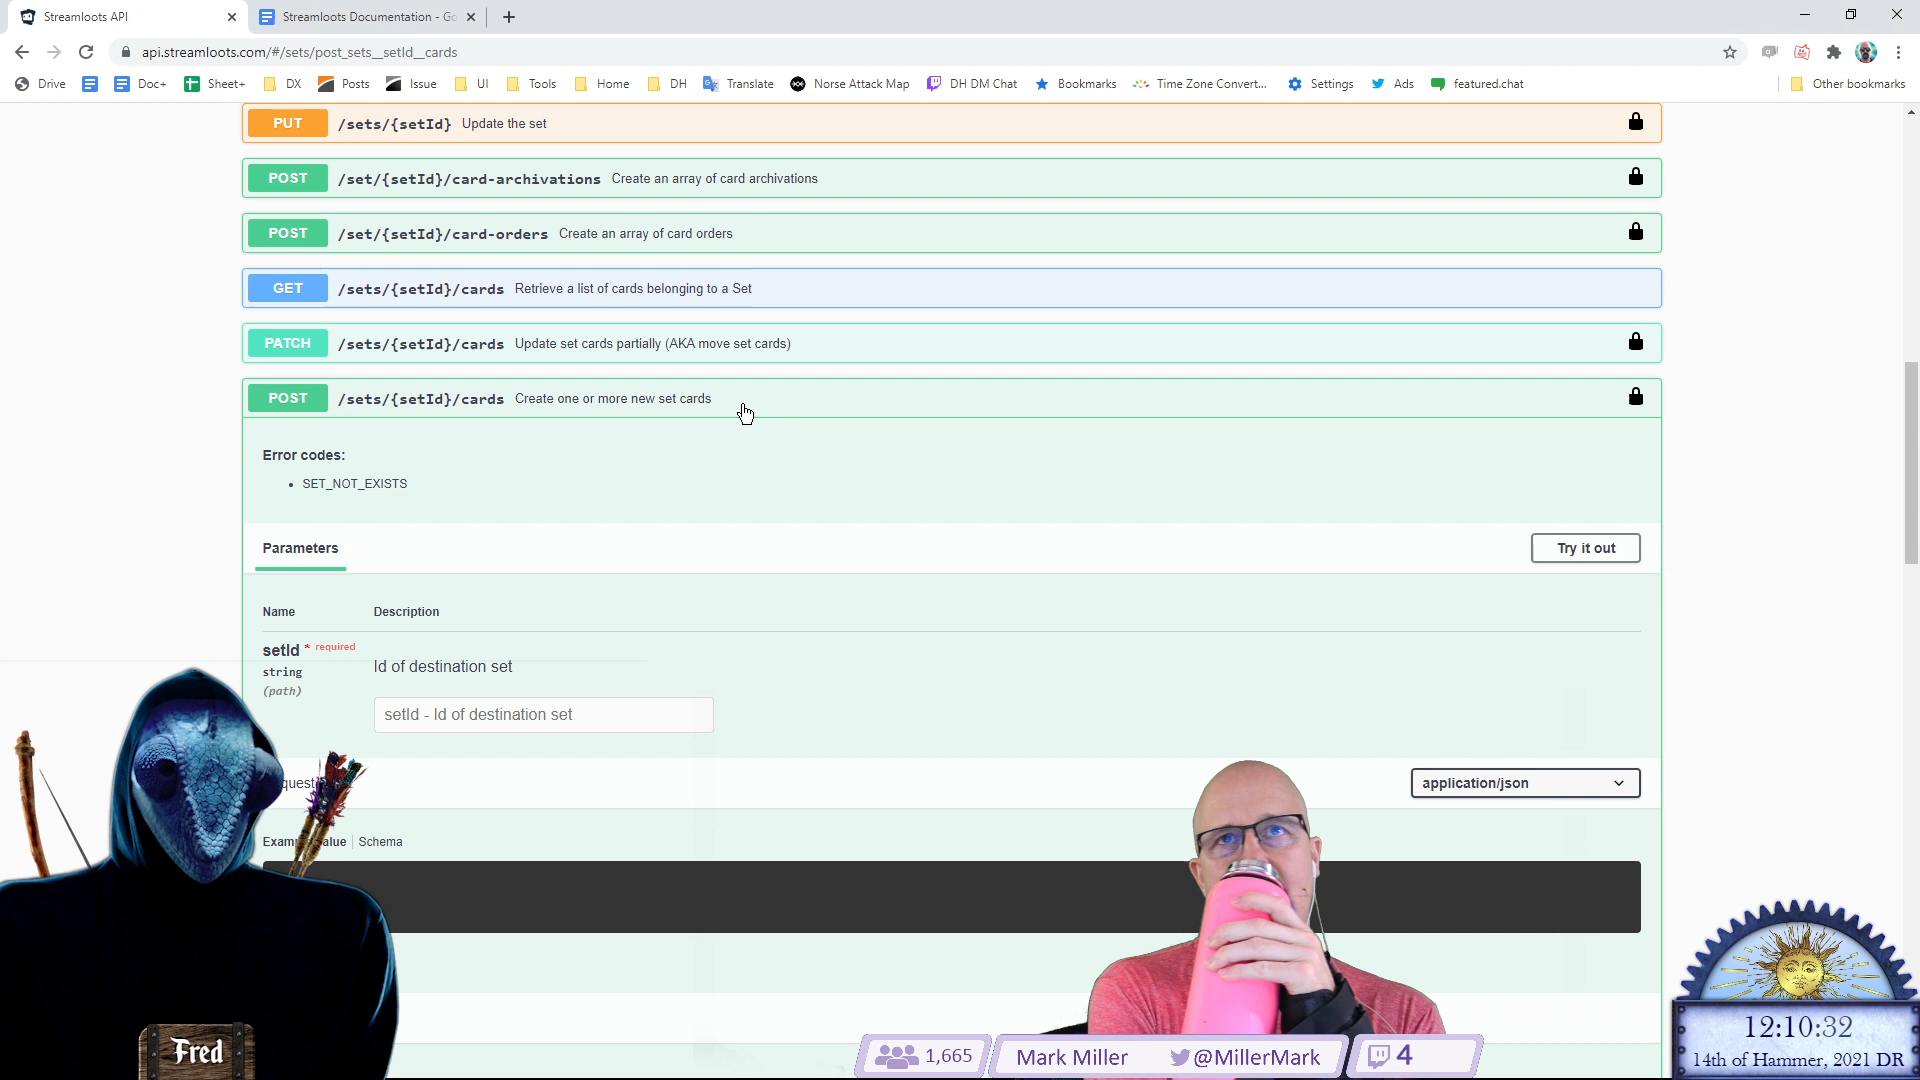 Streamloots API
Streamloots Documentation - Go
api.streamloots.com/#/sets/post_sets__setId__cards
Drive
Doc+
Sheet+
DX
Posts
Issue
UI
Tools
Home
DH
Translate
Norse Attack Map
DH DM Chat
Bookmarks
Time Zone Convert...
Settings
Ads
featured.chat
Other bookmarks
PUT /sets/{setId} Update the set
POST /set/{setId}/card-archivations Create an array of card archivations
POST /set/{setId}/card-orders Create an array of card orders
GET /sets/{setId}/cards Retrieve a list of cards belonging to a Set
PATCH /sets/{setId}/cards Update set cards partially (AKA move set cards)
POST /sets/{setId}/cards Create one or more new set cards
Error codes:
• SET_NOT_EXISTS
Parameters
Try it out
Name Description
setId * required
string
(path)
Id of destination set
setId - Id of destination set
application/json
Schema
Fred
1,665
Mark Miller @MillerMark
4
12:10:32
14th of Hammer, 2021 DR